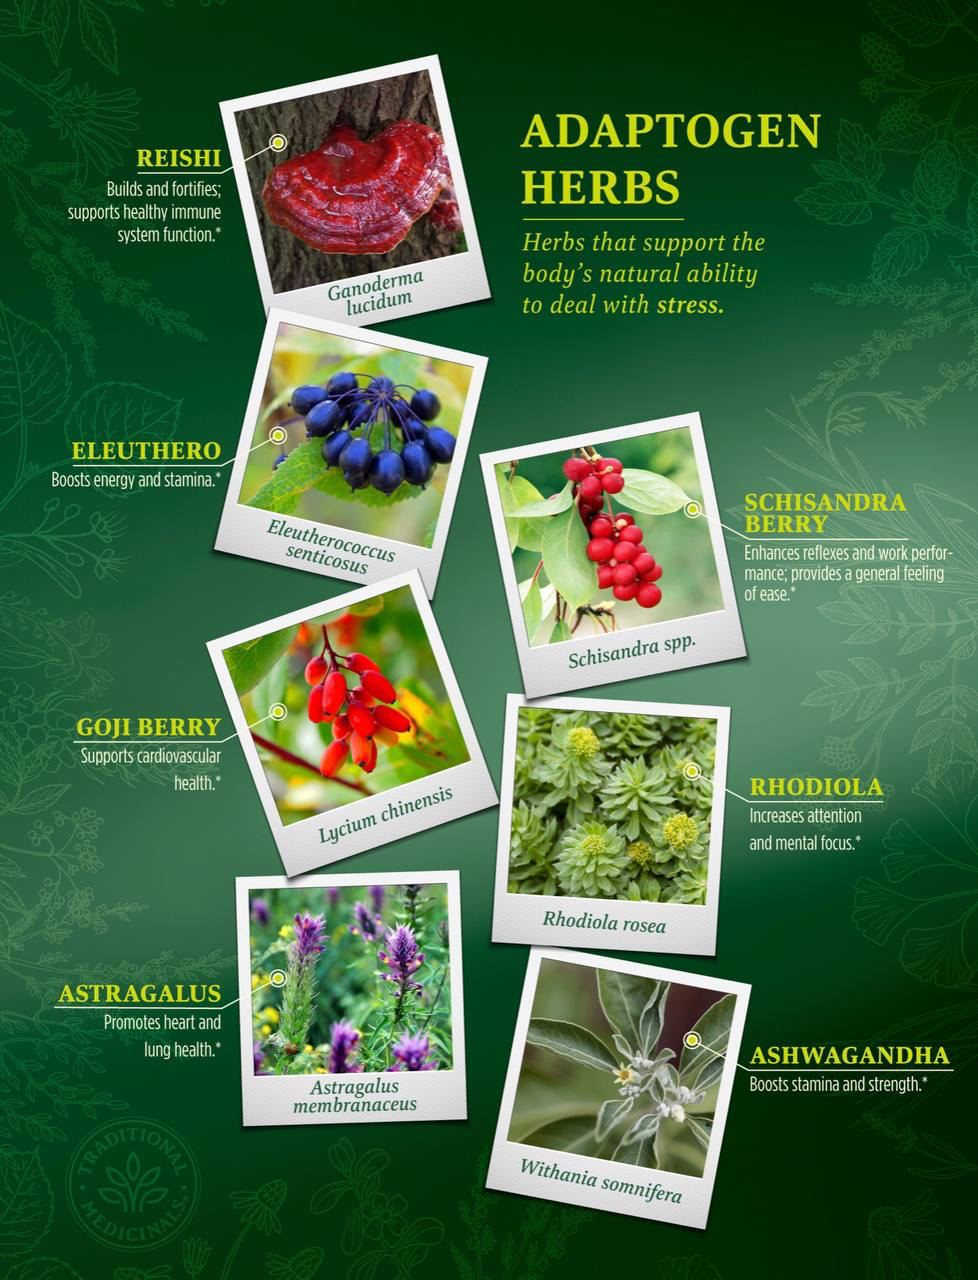 ADAPTOGEN
HERBS
Herbs that support the
body's natural ability
to deal with stress.
REISHI
Builds and fortifies;
supports healthy immune
system function.*
Ganoderma
lucidum
ELEUTHERO
Boosts energy and stamina.*
Eleutherococcus
senticosus
SCHISANDRA
BERRY
Enhances reflexes and work perfor-
mance; provides a general feeling
of ease.*
Schisandra spp.
GOJI BERRY
Supports cardiovascular
health.*
Lycium chinensis
RHODIOLA
Increases attention
and mental focus.*
Rhodiola rosea
ASTRAGALUS
Promotes heart and
lung health.*
Astragalus
membranaceus
ASHWAGANDHA
Boosts stamina and strength.*
Withania somnifera
TRADITIONAL
MEDICINALS